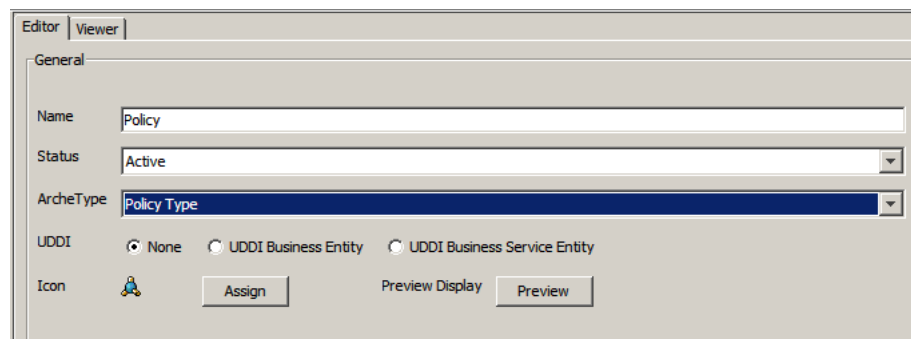 Editor Viewer
General
Name Policy
Status Active
ArcheType Policy Type
UDDI None UDDI Business Entity UDDI Business Service Entity
Icon Assign Preview Display Preview